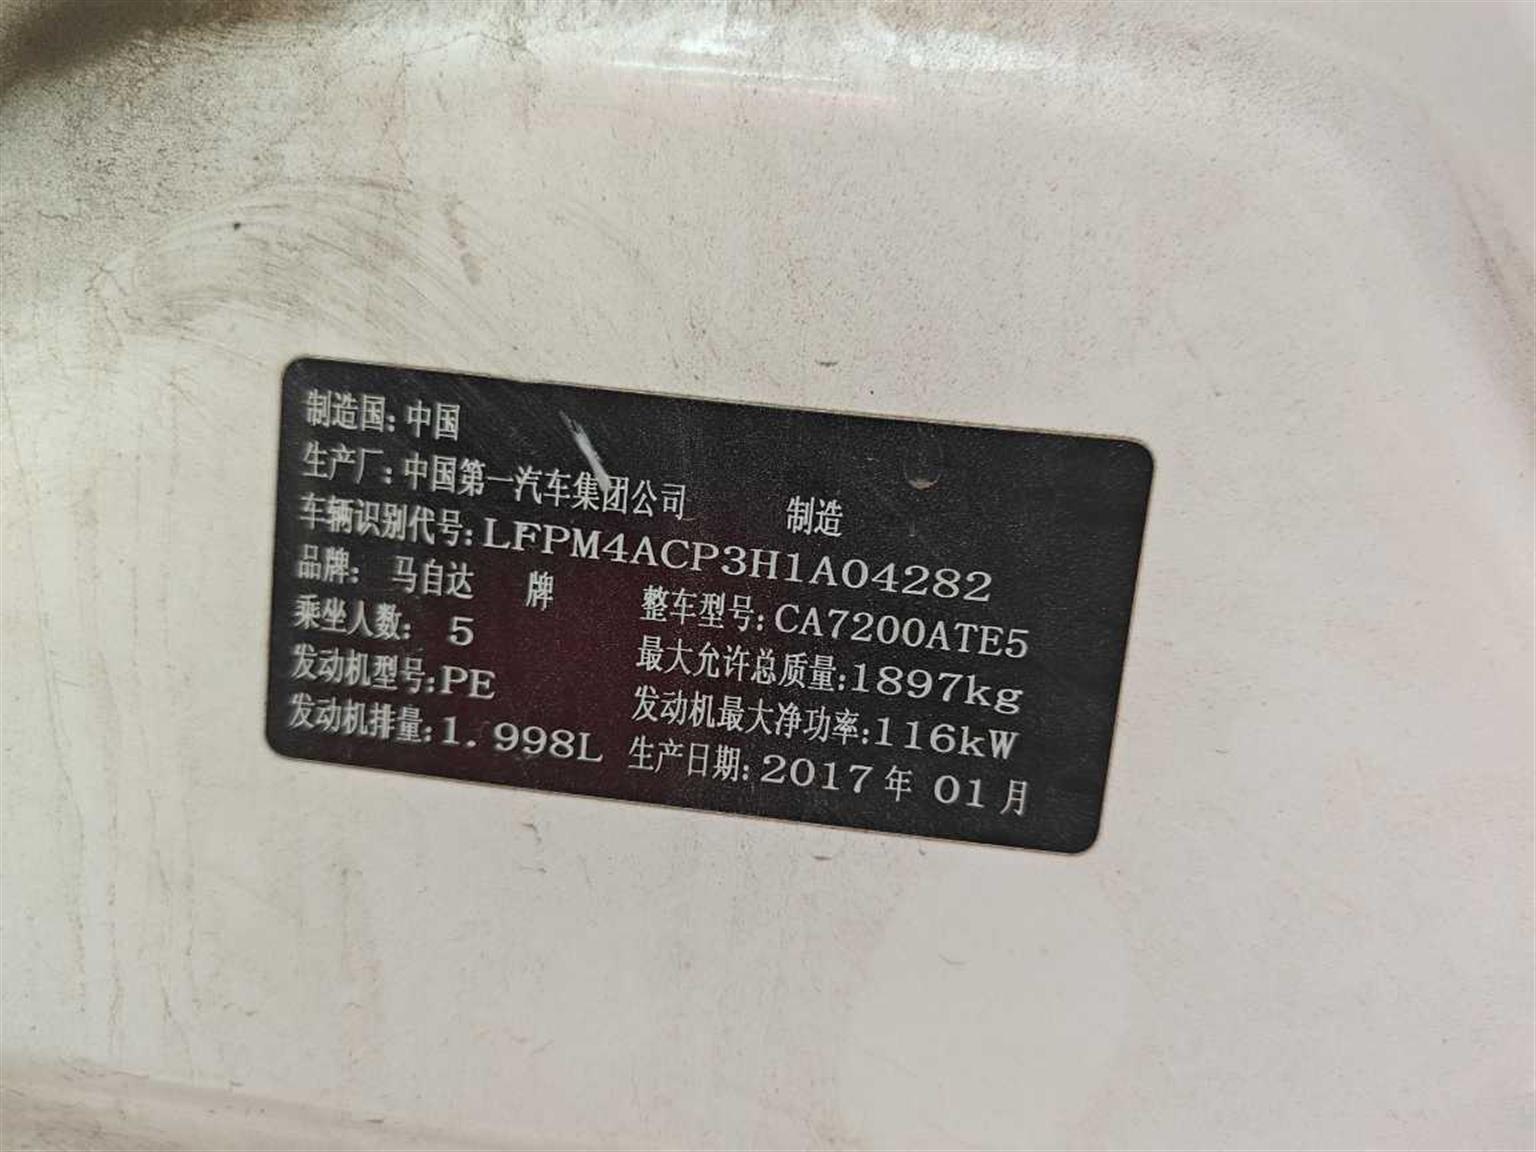 制造国:中国
生产厂:中国第一汽车集团公司 制造
车辆识别代号:LFPM4ACP3H1A04282
品牌: 马自达 牌 整车型号:CA7200ATE5
乘坐人数: 5 最大允许总质量:1897kg
发动机型号:PE 发动机最大净功率:116kW
发动机排量:1.998L 生产日期:2017年 01月